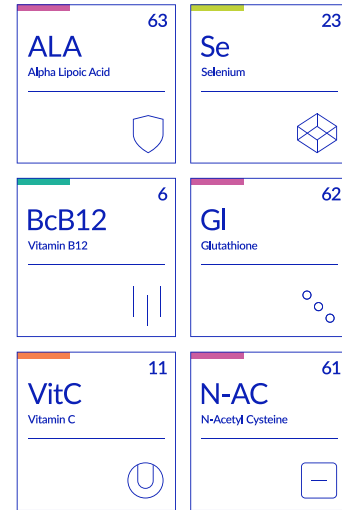 63
ALA
Alpha Lipoic Acid
23
Se
Selenium
6
BcB12
Vitamin B12
62
Gl
Glutathione
11
VitC
Vitamin C
61
N-AC
N-Acetyl Cysteine